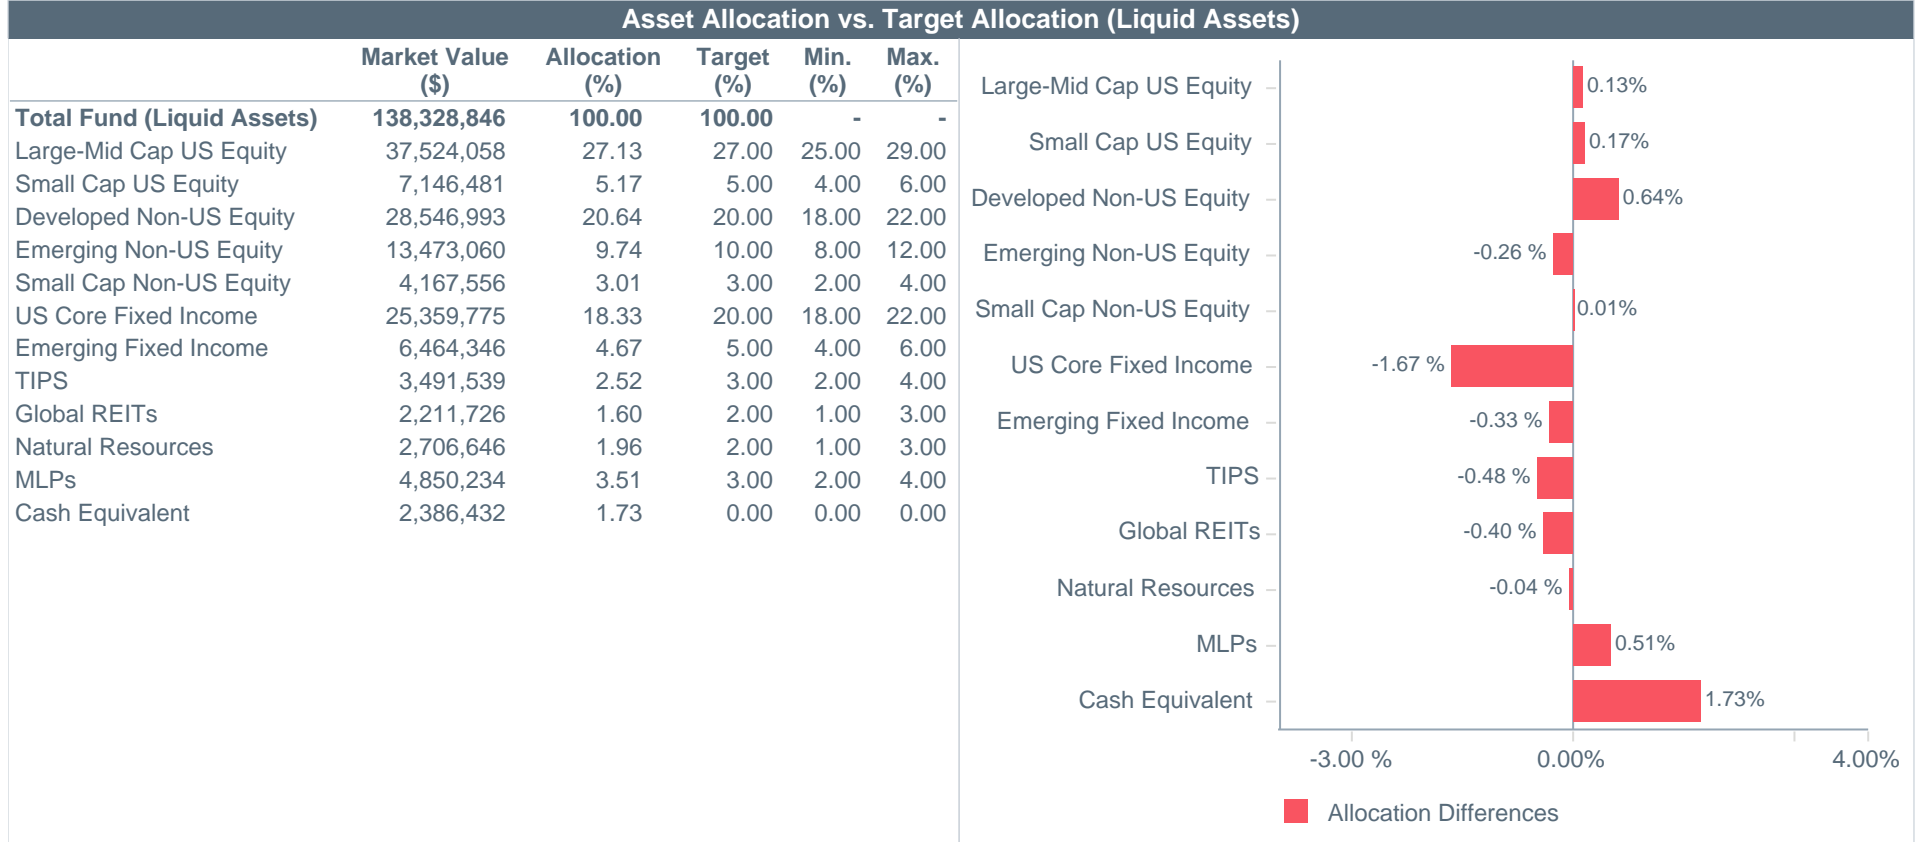 Asset Allocation vs. Target Allocation (Liquid Assets)
Market Value ($) Allocation (%) Target (%) Min. (%) Max. (%)
Total Fund (Liquid Assets) 138,328,846 100.00 100.00 - -
Large-Mid Cap US Equity 37,524,058 27.13 27.00 25.00 29.00
Small Cap US Equity 7,146,481 5.17 5.00 4.00 6.00
Developed Non-US Equity 28,546,993 20.64 20.00 18.00 22.00
Emerging Non-US Equity 13,473,060 9.74 10.00 8.00 12.00
Small Cap Non-US Equity 4,167,556 3.01 3.00 2.00 4.00
US Core Fixed Income 25,359,775 18.33 20.00 18.00 22.00
Emerging Fixed Income 6,464,346 4.67 5.00 4.00 6.00
TIPS 3,491,539 2.52 3.00 2.00 4.00
Global REITs 2,211,726 1.60 2.00 1.00 3.00
Natural Resources 2,706,646 1.96 2.00 1.00 3.00
MLPs 4,850,234 3.51 3.00 2.00 4.00
Cash Equivalent 2,386,432 1.73 0.00 0.00 0.00
Large-Mid Cap US Equity 0.13%
Small Cap US Equity 0.17%
Developed Non-US Equity 0.64%
Emerging Non-US Equity -0.26 %
Small Cap Non-US Equity 0.01%
US Core Fixed Income -1.67 %
Emerging Fixed Income -0.33 %
TIPS -0.48 %
Global REITs -0.40 %
Natural Resources -0.04 %
MLPs 0.51%
Cash Equivalent 1.73%
-3.00 % 0.00% 4.00%
Allocation Differences